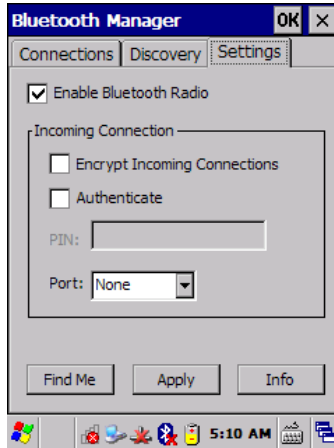 Bluetooth Manager OK
Connections Discovery Settings
Enable Bluetooth Radio
Incoming Connection
Encrypt Incoming Connections
Authenticate
PIN:
Port: None
Find Me Apply Info
5:10 AM